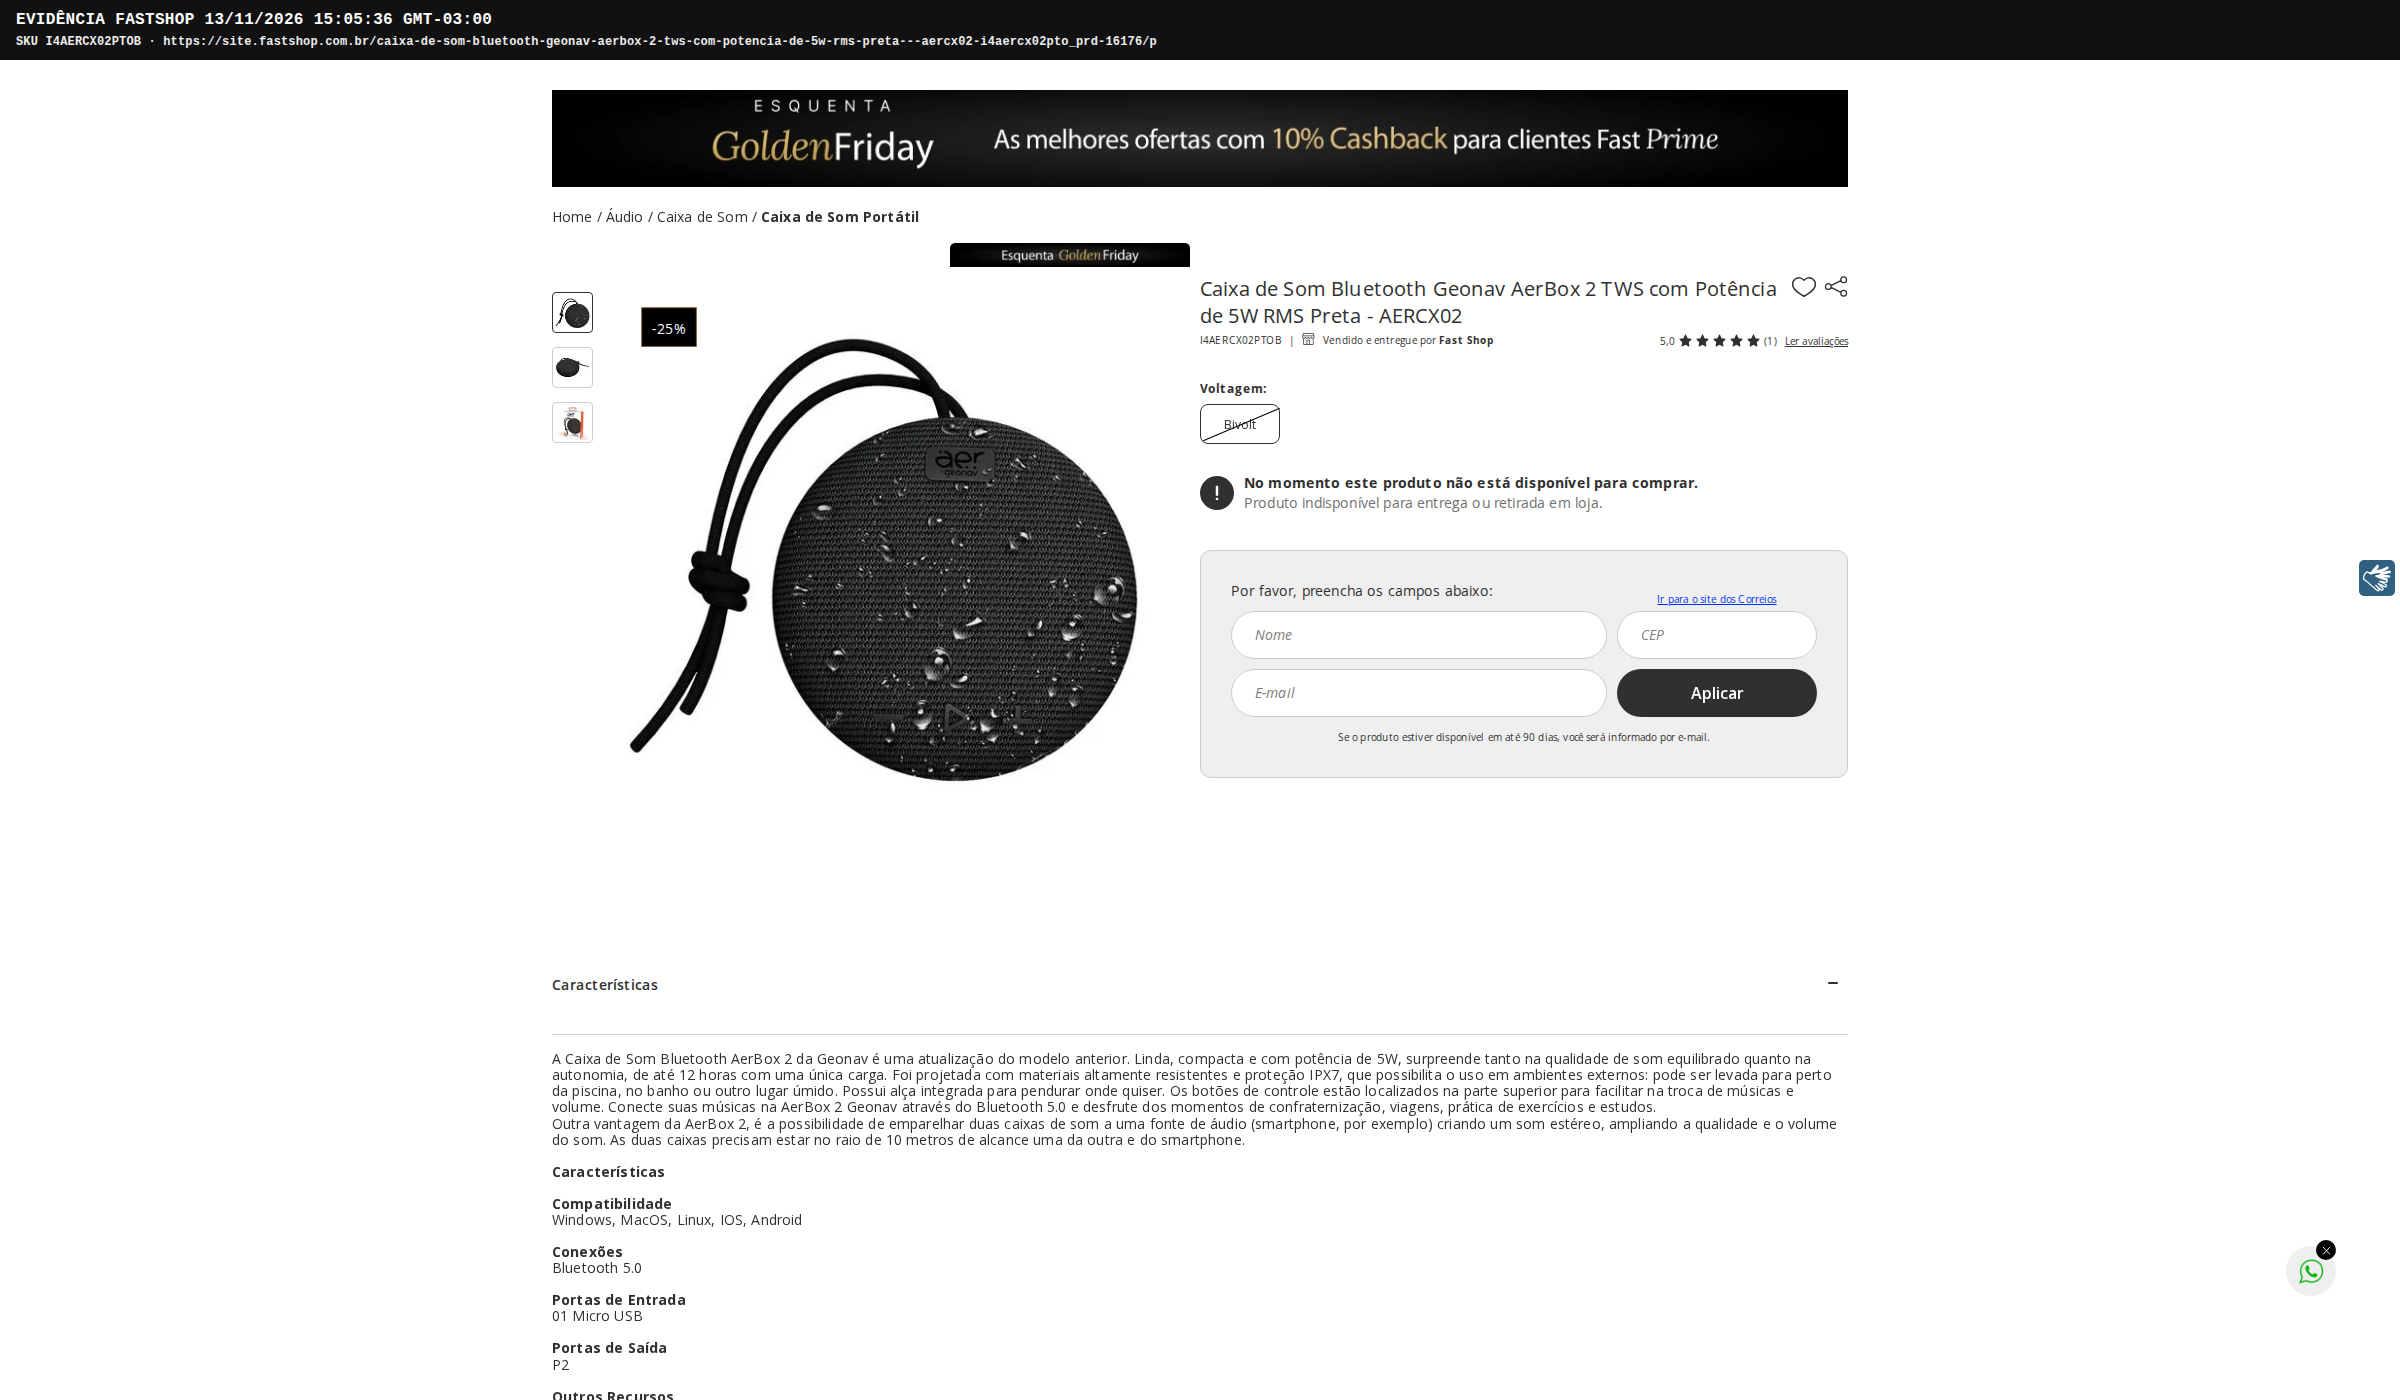 EVIDÊNCIA FASTSHOP 13/11/2026 15:05:36 GMT-03:00
SKU I4AERCX02PTOB · https://site.fastshop.com.br/caixa-de-som-bluetooth-geonav-aerbox-2-tws-com-potencia-de-5w-rms-preta---aercx02-i4aercx02pto_prd-16176/p
ESQUENTA
GoldenFriday
As melhores ofertas com 10% Cashback para clientes Fast Prime
Home / Áudio / Caixa de Som / Caixa de Som Portátil
Esquenta GoldenFriday
-25%
aer
geonav
Caixa de Som Bluetooth Geonav AerBox 2 TWS com Potência
de 5W RMS Preta - AERCX02
I4AERCX02PTOB | Vendido e entregue por Fast Shop
5,0 (1) Ler avaliações
Voltagem:
Bivolt
No momento este produto não está disponível para comprar.
Produto indisponível para entrega ou retirada em loja.
Por favor, preencha os campos abaixo:
Ir para o site dos Correios
Nome
CEP
E-mail
Aplicar
Se o produto estiver disponível em até 90 dias, você será informado por e-mail.
Características
A Caixa de Som Bluetooth AerBox 2 da Geonav é uma atualização do modelo anterior. Linda, compacta e com potência de 5W, surpreende tanto na qualidade de som equilibrado quanto na
autonomia, de até 12 horas com uma única carga. Foi projetada com materiais altamente resistentes e proteção IPX7, que possibilita o uso em ambientes externos: pode ser levada para perto
da piscina, no banho ou outro lugar úmido. Possui alça integrada para pendurar onde quiser. Os botões de controle estão localizados na parte superior para facilitar na troca de músicas e
volume. Conecte suas músicas na AerBox 2 Geonav através do Bluetooth 5.0 e desfrute dos momentos de confraternização, viagens, prática de exercícios e estudos.
Outra vantagem da AerBox 2, é a possibilidade de emparelhar duas caixas de som a uma fonte de áudio (smartphone, por exemplo) criando um som estéreo, ampliando a qualidade e o volume
do som. As duas caixas precisam estar no raio de 10 metros de alcance uma da outra e do smartphone.
Características
Compatibilidade
Windows, MacOS, Linux, IOS, Android
Conexões
Bluetooth 5.0
Portas de Entrada
01 Micro USB
Portas de Saída
P2
Outros Recursos